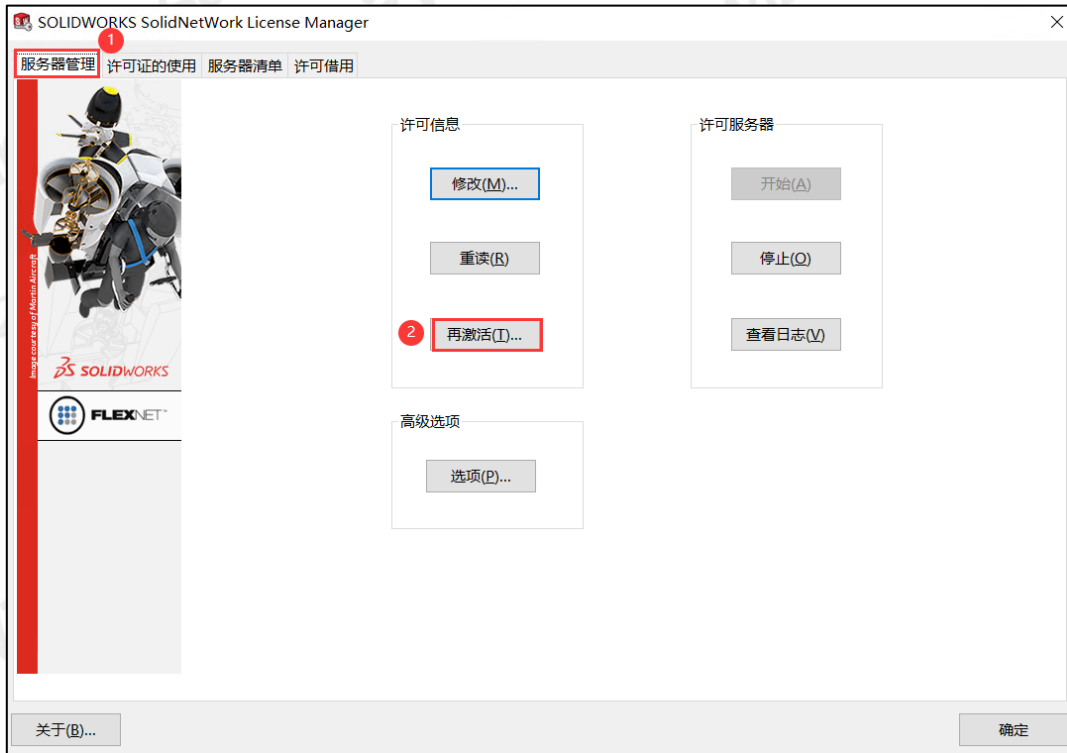 SOLIDWORKS SolidNetWork License Manager
1
服务器管理 许可证的使用 服务器清单 许可借用
许可信息
修改(M)...
重读(R)
2
再激活(T)...
许可服务器
开始(A)
停止(O)
查看日志(V)
高级选项
选项(P)...
Image courtesy of Martin Aircraft
SOLIDWORKS
FLEXNET
关于(B)...
确定